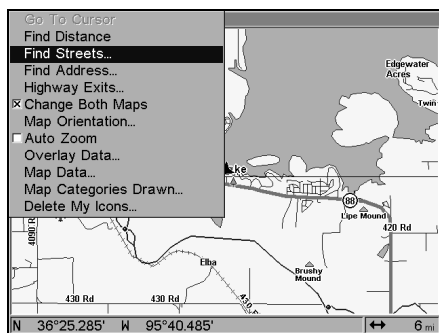 Go To Cursor
Find Distance
Find Streets...
Find Address...
Highway Exits...
Change Both Maps
Map Orientation...
Auto Zoom
Overlay Data...
Map Data...
Map Categories Drawn...
Delete My Icons...
Edgewater
Acres
Twin
ke
88
Lipe Mound
420 Rd
4090 R
Elba
Brushy
Mound
430 Rd
430 Rd
430
N 36°25.285' W 95°40.485'
↔ 6 mi